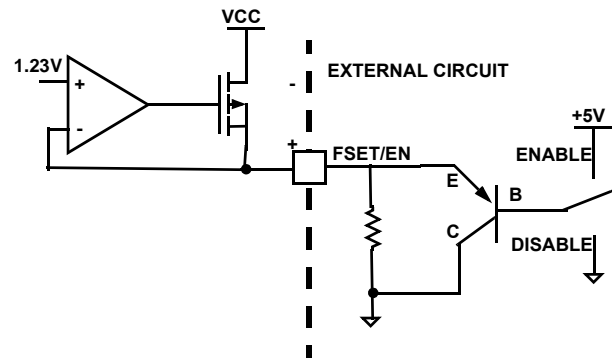 VCC
1.23V
+
-
-
+
EXTERNAL CIRCUIT
FSET/EN
E
B
C
+5V
ENABLE
DISABLE